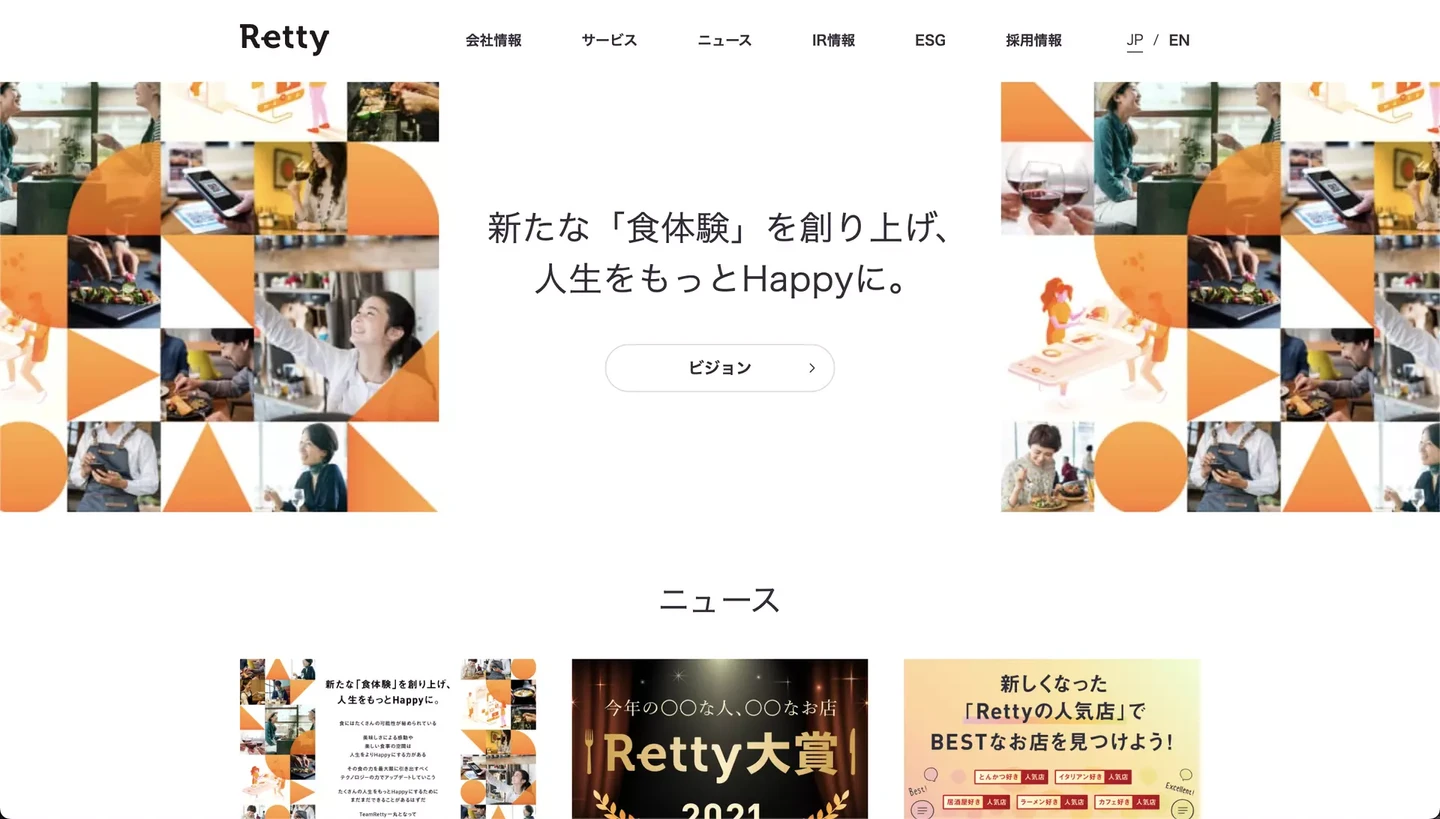 Retty
会社情報
サービス
ニュース
IR情報
ESG
採用情報
JP / EN
新たな「食体験」を創り上げ、
人生をもっとHappyに。
ビジョン
ニュース
新たな「食体験」を創り上げ、
人生をもっとHappyに。
食にはたくさんの可能性が秘められている
美味しさによる感動や
楽しい食事の空間は
人生をよりHappyにする力がある
その食の力を最大限に引き出すべく
テクノロジーの力でアップデートしていこう
たくさんの人生をもっとHappyにするために
まだまだできることがあるはずだ
TeamRetty一丸となって
今年の〇〇な人、〇〇なお店
Retty大賞
2021
新しくなった
「Rettyの人気店」で
BESTなお店を見つけよう!
とんかつ好き 人気店
イタリアン好き 人気店
Best!
Excellent!
居酒屋好き 人気店
ラーメン好き 人気店
カフェ好き 人気店